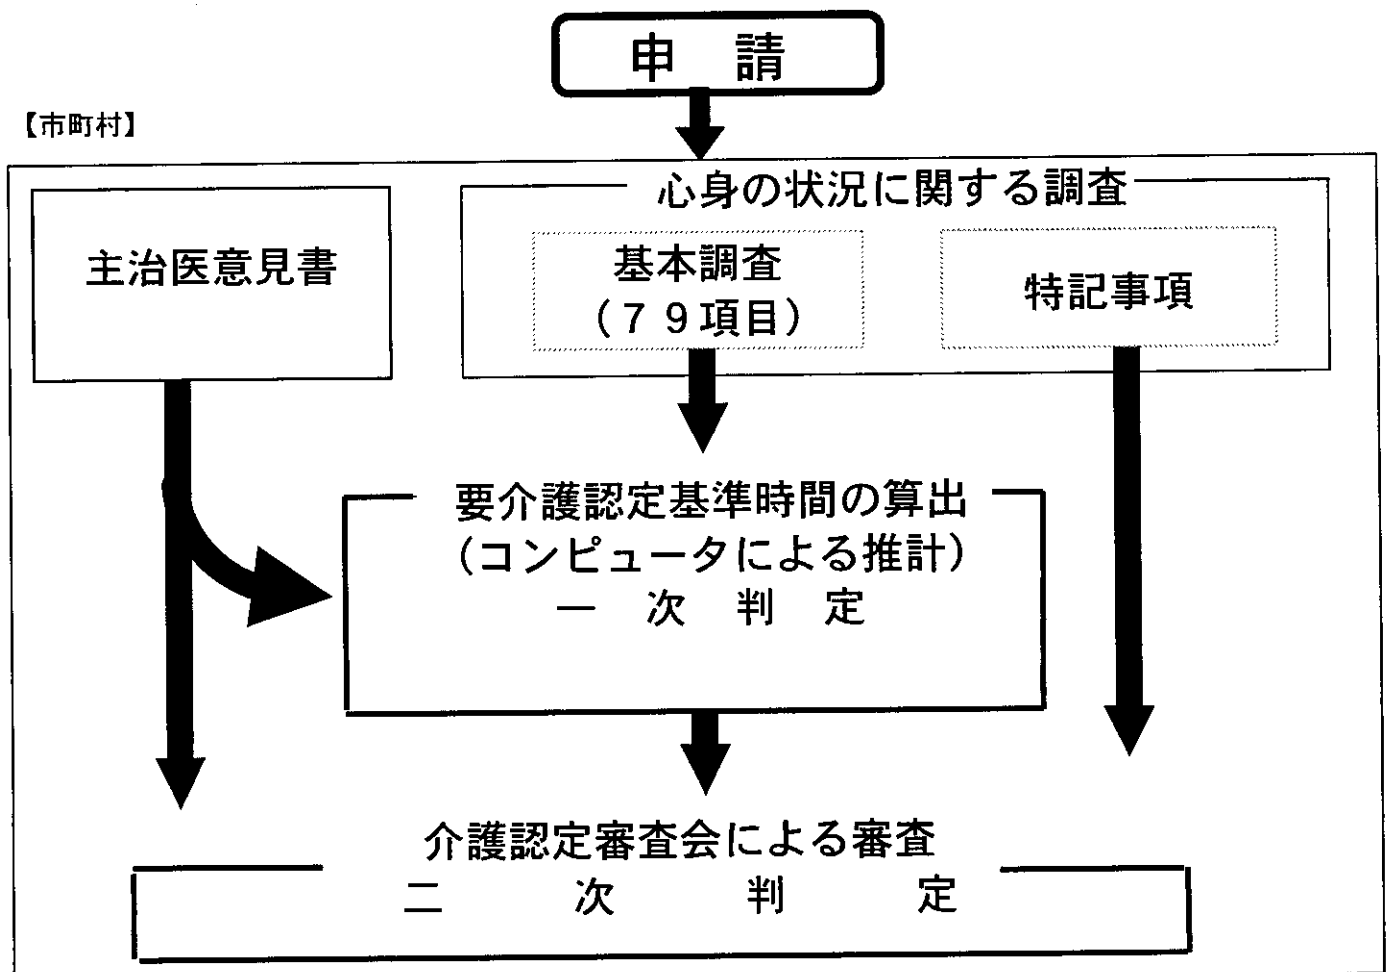 申　請
【市町村】
心身の状況に関する調査
主治医意見書
基本調査
（７９項目）
特記事項
要介護認定基準時間の算出
（コンピュータによる推計）
一　次　判　定
介護認定審査会による審査
二　次　判　定